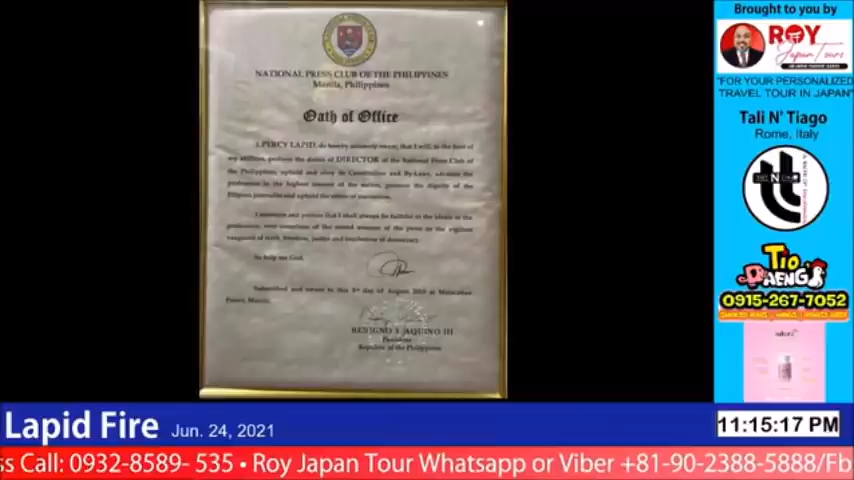 NATIONAL PRESS CLUB OF THE PHILIPPINES
Manila, Philippines
Oath of Office
I, PERCY LAPID, do hereby solemnly swear, that I will, to the best of
my abilities, perform the duties of DIRECTOR of the National Press Club of
the Philippines, uphold and obey its Constitution and By-Laws, advance the
profession in the highest interest of the nation, promote the dignity of the
Filipino journalist and uphold the ethics of
I announce and profess that I shall always be faithful to the ideals of the
profession, ever conscious of the sacred mission of the press as the vigilant
vanguard of truth, freedom, justice and of democracy.
So help me God.
Subscribed and sworn to this day of August 2010 at Malacañan
Palace, Manila.
BENIGNO S AQUINO III
President
Republic of the Philippines
Brought to you by
ROY
Japan Tours
"FOR YOUR PERSONALIZED
TRAVEL TOUR IN JAPAN"
Tali N' Tiago
Rome, Italy
TIO
PAENG
0915-267-7052
Lapid Fire Jun. 24, 2021
11:15:17 PM
ss Call: 0932-8589- 535 • Roy Japan Tour Whatsapp or Viber +81-90-2388-5888/Fb